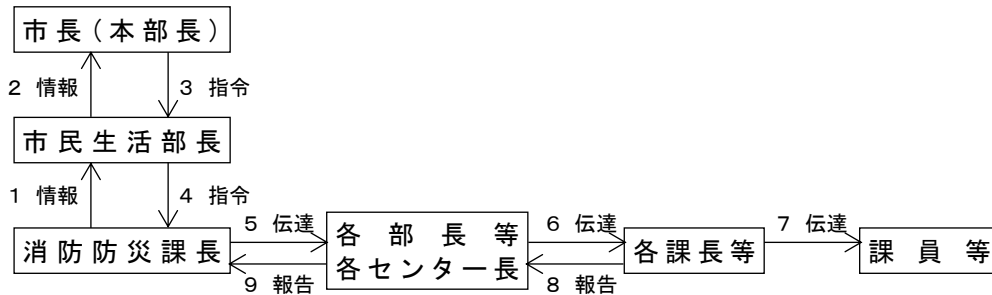 市長(本部長)
2 情報
3 指令
市民生活部長
1 情報
4 指令
5 伝達
6 伝達
7 伝達
消防防災課長
各部長等
各センター長
各課長等
課員等
9 報告
8 報告